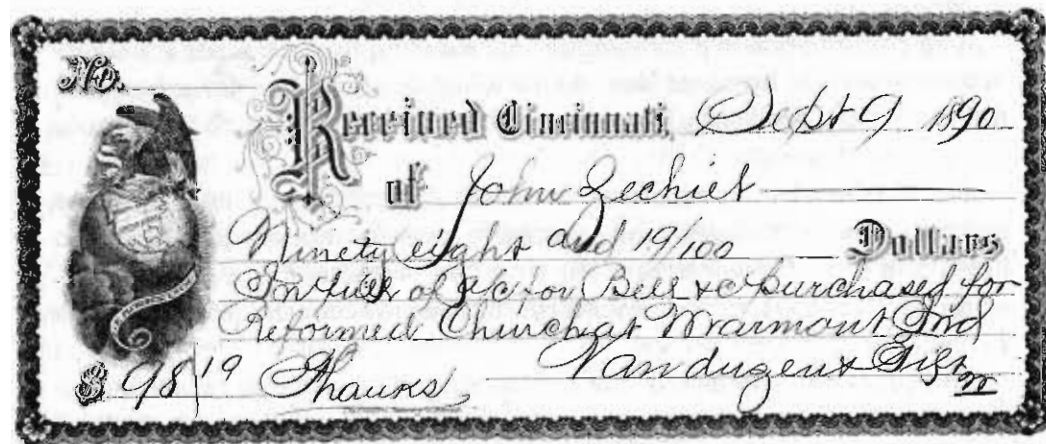 No.
Received Cincinnati, Sept 9 1890
of John Zechiel
Ninety eight and 19/100 Dollars
In full of a/c for Bell &c purchased for
Reformed Church at Marmont Ind
$ 98 19 Thanks Vanduzen & Tift